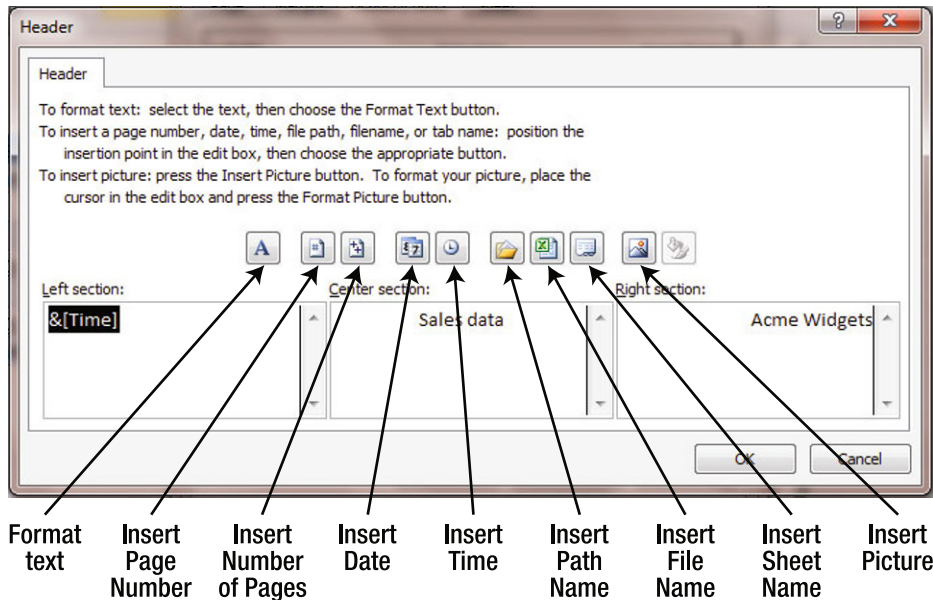 Header
Header
To format text: select the text, then choose the Format Text button.
To insert a page number, date, time, file path, filename, or tab name: position the
insertion point in the edit box, then choose the appropriate button.
To insert picture: press the Insert Picture button. To format your picture, place the
cursor in the edit box and press the Format Picture button.
A
Left section: Center section: Right section:
&[Time] Sales data Acme Widgets
OK Cancel
Format text
Insert Page Number
Insert Number of Pages
Insert Date
Insert Time
Insert Path Name
Insert File Name
Insert Sheet Name
Insert Picture